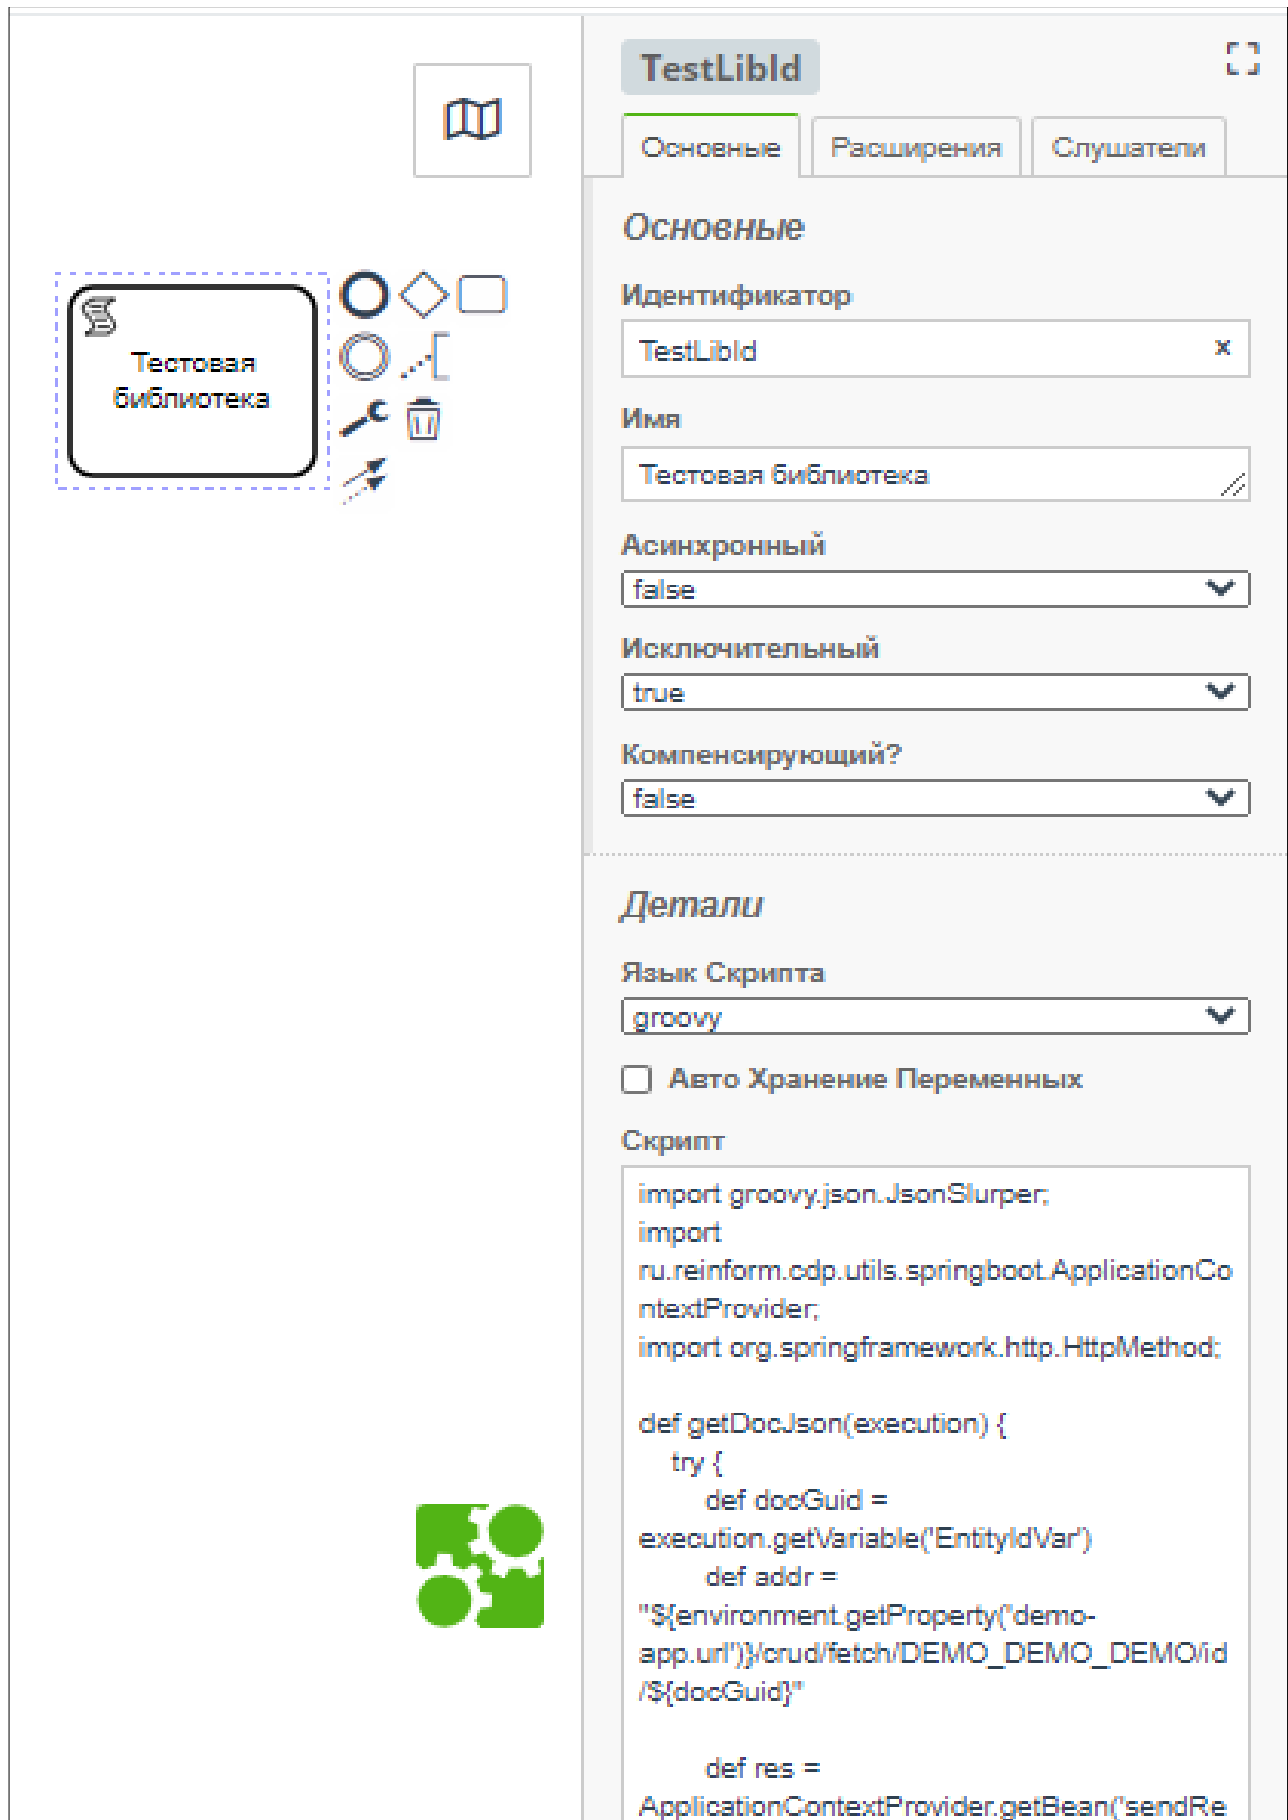 TestLibId
Основные
Расширения
Слушатели
Основные
Идентификатор
TestLibId
x
Имя
Тестовая библиотека
Асинхронный
false
Исключительный
true
Компенсирующий?
false
Детали
Язык Скрипта
groovy
Авто Хранение Переменных
Скрипт
import groovy.json.JsonSlurper;
import
ru.reinform.cdp.utils.springboot.ApplicationCo
ntextProvider;
import org.springframework.http.HttpMethod;
def getDocJson(execution) {
try {
def docGuid =
execution.getVariable('EntityIdVar')
def addr =
"${environment.getProperty('demo-
app.url')}/crud/fetch/DEMO_DEMO_DEMO/id
/${docGuid}"
def res =
ApplicationContextProvider.getBean('sendRe
Тестовая
библиотека